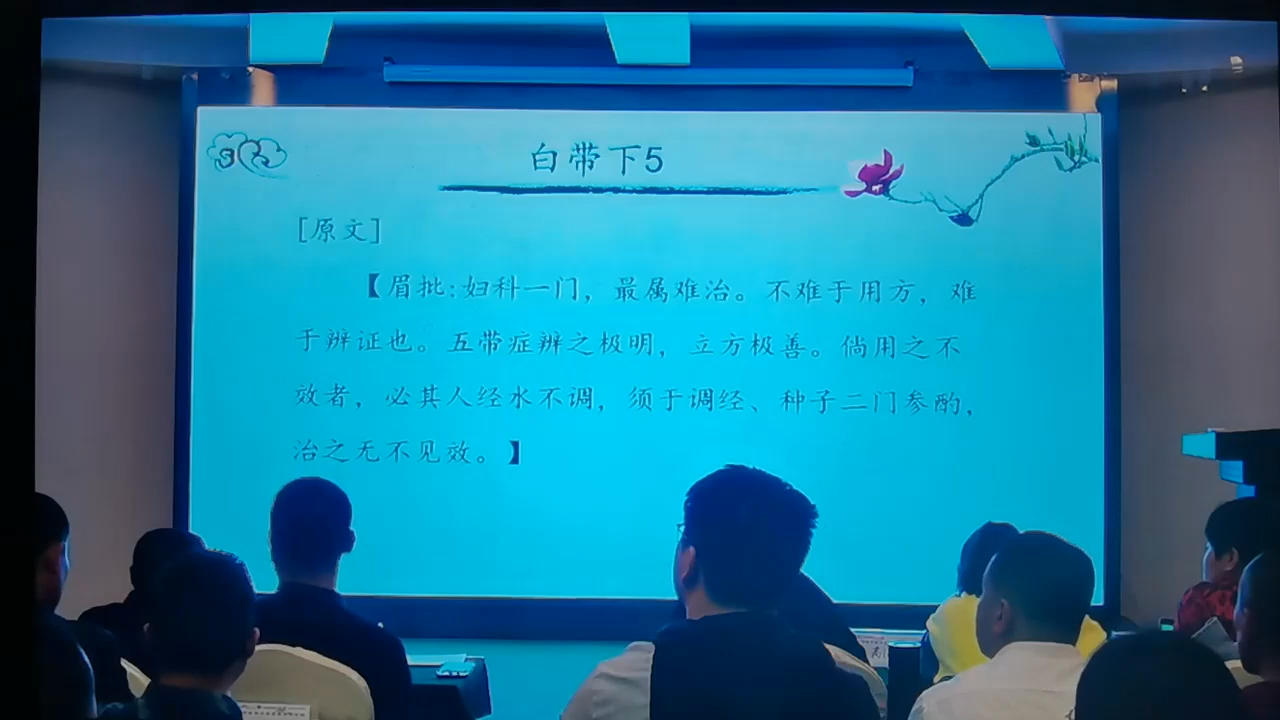 白带下5
[原文]
【眉批:妇科一门，最属难治。不难于用方，难
于辨证也。五带症辨之极明，立方极善。倘用之不
效者，必其人经水不调，须于调经、种子二门参酌，
治之无不见效。】